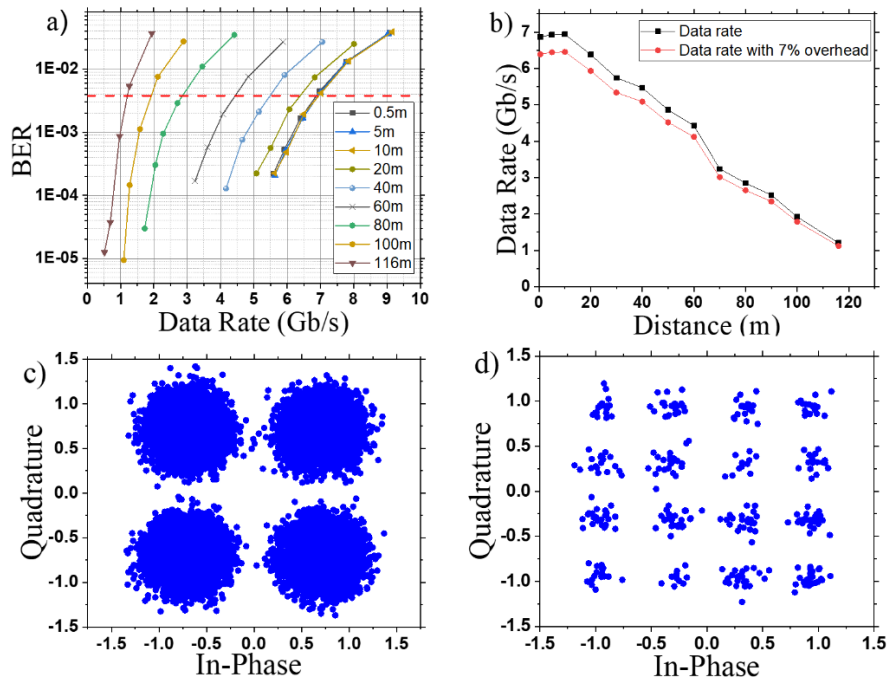 a)
BER
1E-02
1E-03
1E-04
1E-05
0.5m
5m
10m
20m
40m
60m
80m
100m
116m
0 1 2 3 4 5 6 7 8 9 10
Data Rate (Gb/s)
b)
Data Rate (Gb/s)
8
7
6
5
4
3
2
1
0
Data rate
Data rate with 7% overhead
0 20 40 60 80 100 120
Distance (m)
c)
Quadrature
1.5
1.0
0.5
0.0
-0.5
-1.0
-1.5
-1.5 -1.0 -0.5 0.0 0.5 1.0 1.5
In-Phase
d)
Quadrature
1.5
1.0
0.5
0.0
-0.5
-1.0
-1.5
-1.5 -1.0 -0.5 0.0 0.5 1.0 1.5
In-Phase